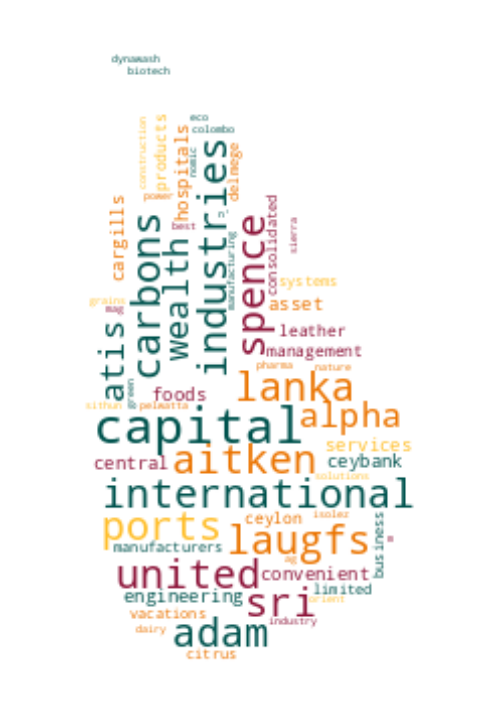 dynawash
biotech
construction
products
eco
colombo
hospitals
nomic
industries
delmege
power
cargills
carbons
wealth
best
spence
consolidated
sierra
manufacturing
systems
grains
mag
asset
atis
leather
management
pharma
nature
green
foods
lanka
sithun
pelwatta
capital
alpha
services
central
aitken
ceybank
solutions
international
ports
ceylon
isolez
business
manufacturers
laugfs
m
ag
united
convenient
engineering
sri
limited
orient
vacations
industry
dairy
adam
citrus